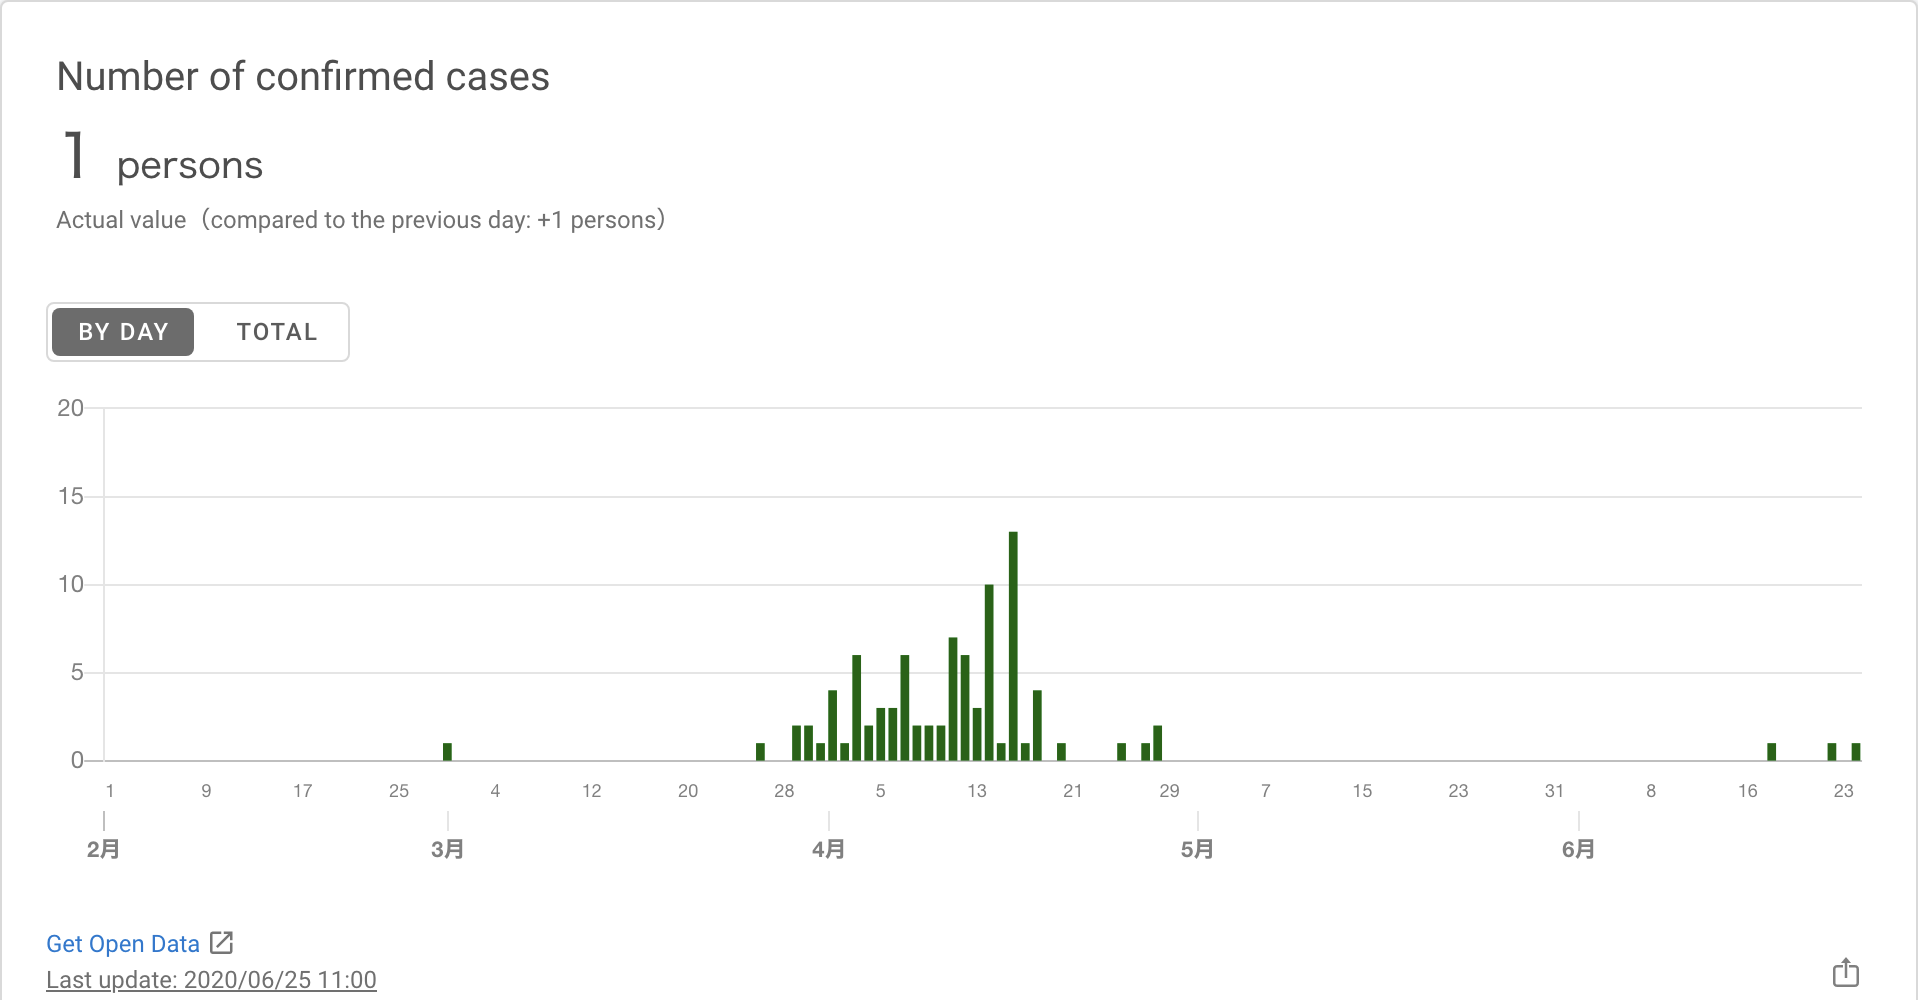 Number of confirmed cases
1 persons
Actual value（compared to the previous day: +1 persons）
BY DAY TOTAL
20
15
10
5
0
1 9 17 25 4 12 20 28 5 13 21 29 7 15 23 31 8 16 23
2月 3月 4月 5月 6月
Get Open Data
Last update: 2020/06/25 11:00